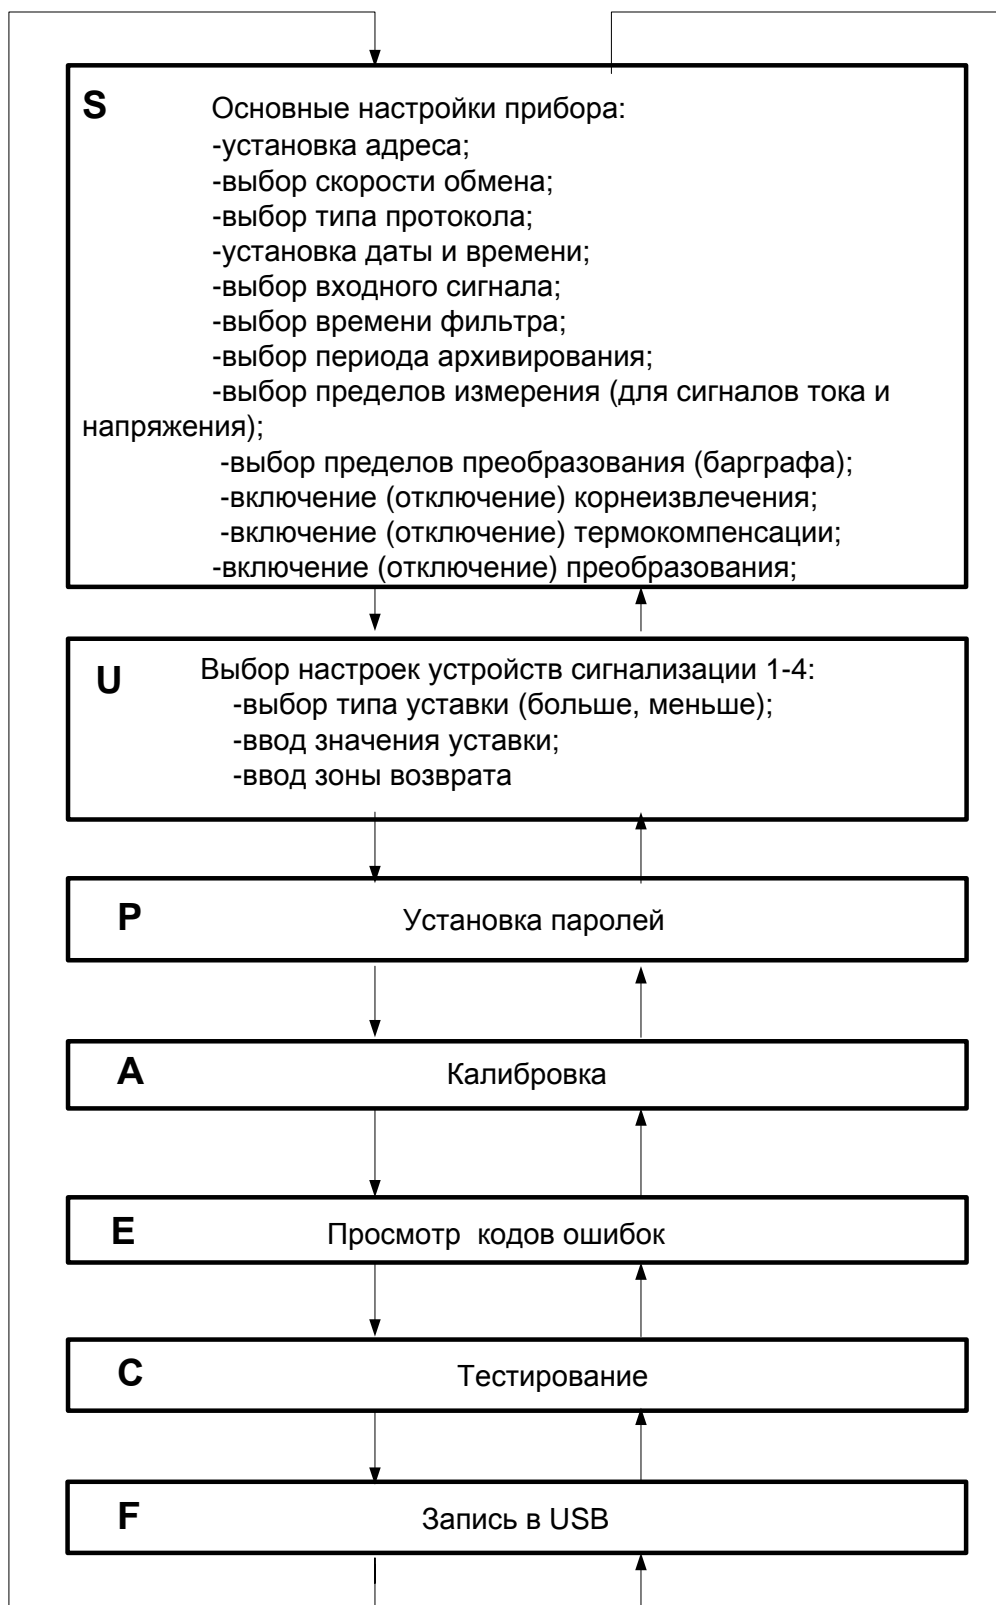 S Основные настройки прибора:
-установка адреса;
-выбор скорости обмена;
-выбор типа протокола;
-установка даты и времени;
-выбор входного сигнала;
-выбор времени фильтра;
-выбор периода архивирования;
-выбор пределов измерения (для сигналов тока и
напряжения);
-выбор пределов преобразования (барграфа);
-включение (отключение) корнеизвлечения;
-включение (отключение) термокомпенсации;
-включение (отключение) преобразования;
U Выбор настроек устройств сигнализации 1-4:
-выбор типа уставки (больше, меньше);
-ввод значения уставки;
-ввод зоны возврата
P Установка паролей
A Калибровка
E Просмотр кодов ошибок
C Тестирование
F Запись в USB